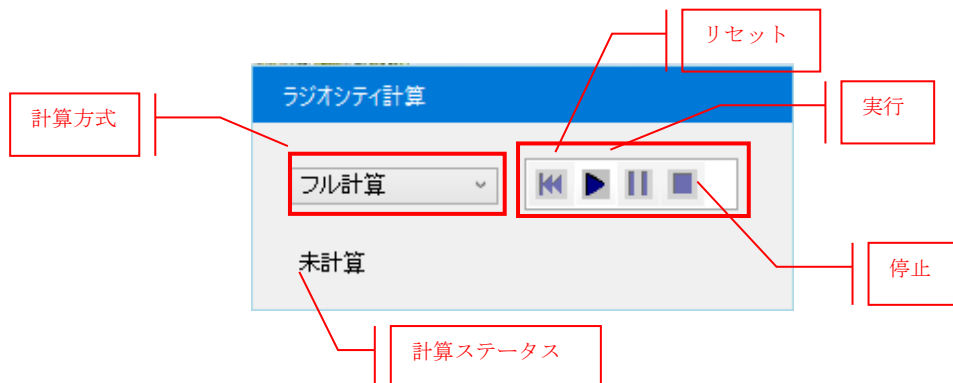 リセット
ラジオシティ計算
計算方式
実行
フル計算
未計算
停止
計算ステータス